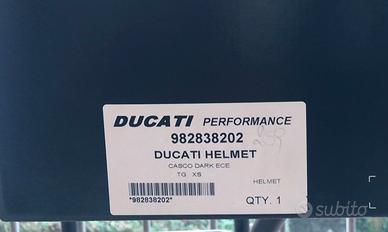 DUCATI PERFORMANCE
982838202
DUCATI HELMET
CASCO DARK ECE
TG. XS
HELMET
*982838202*
QTY. 1
subito